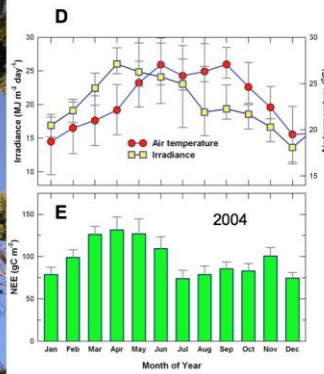 D
Irradiance (MJ m⁻² day⁻¹)
30
25
20
15
10
Air temperature
Irradiance
30
25
20
15
E
2004
NEE (gC m⁻²)
150
100
50
0
Jan Feb Mar Apr May Jun Jul Aug Sep Oct Nov Dec
Month of Year